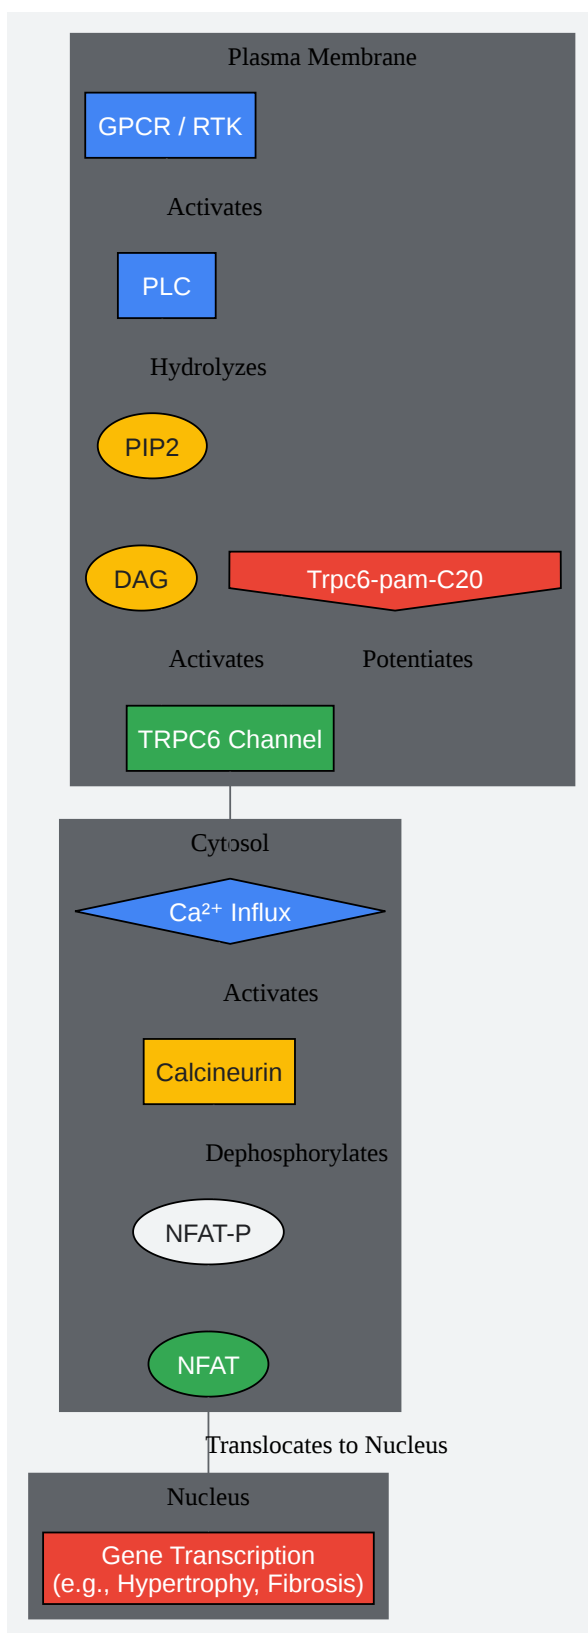 Plasma Membrane
GPCR / RTK
Activates
PLC
Hydrolyzes
PIP2
DAG
Trpc6-pam-C20
Activates
Potentiates
TRPC6 Channel
Cytosol
Ca²⁺ Influx
Activates
Calcineurin
Dephosphorylates
NFAT-P
NFAT
Translocates to Nucleus
Nucleus
Gene Transcription
(e.g., Hypertrophy, Fibrosis)